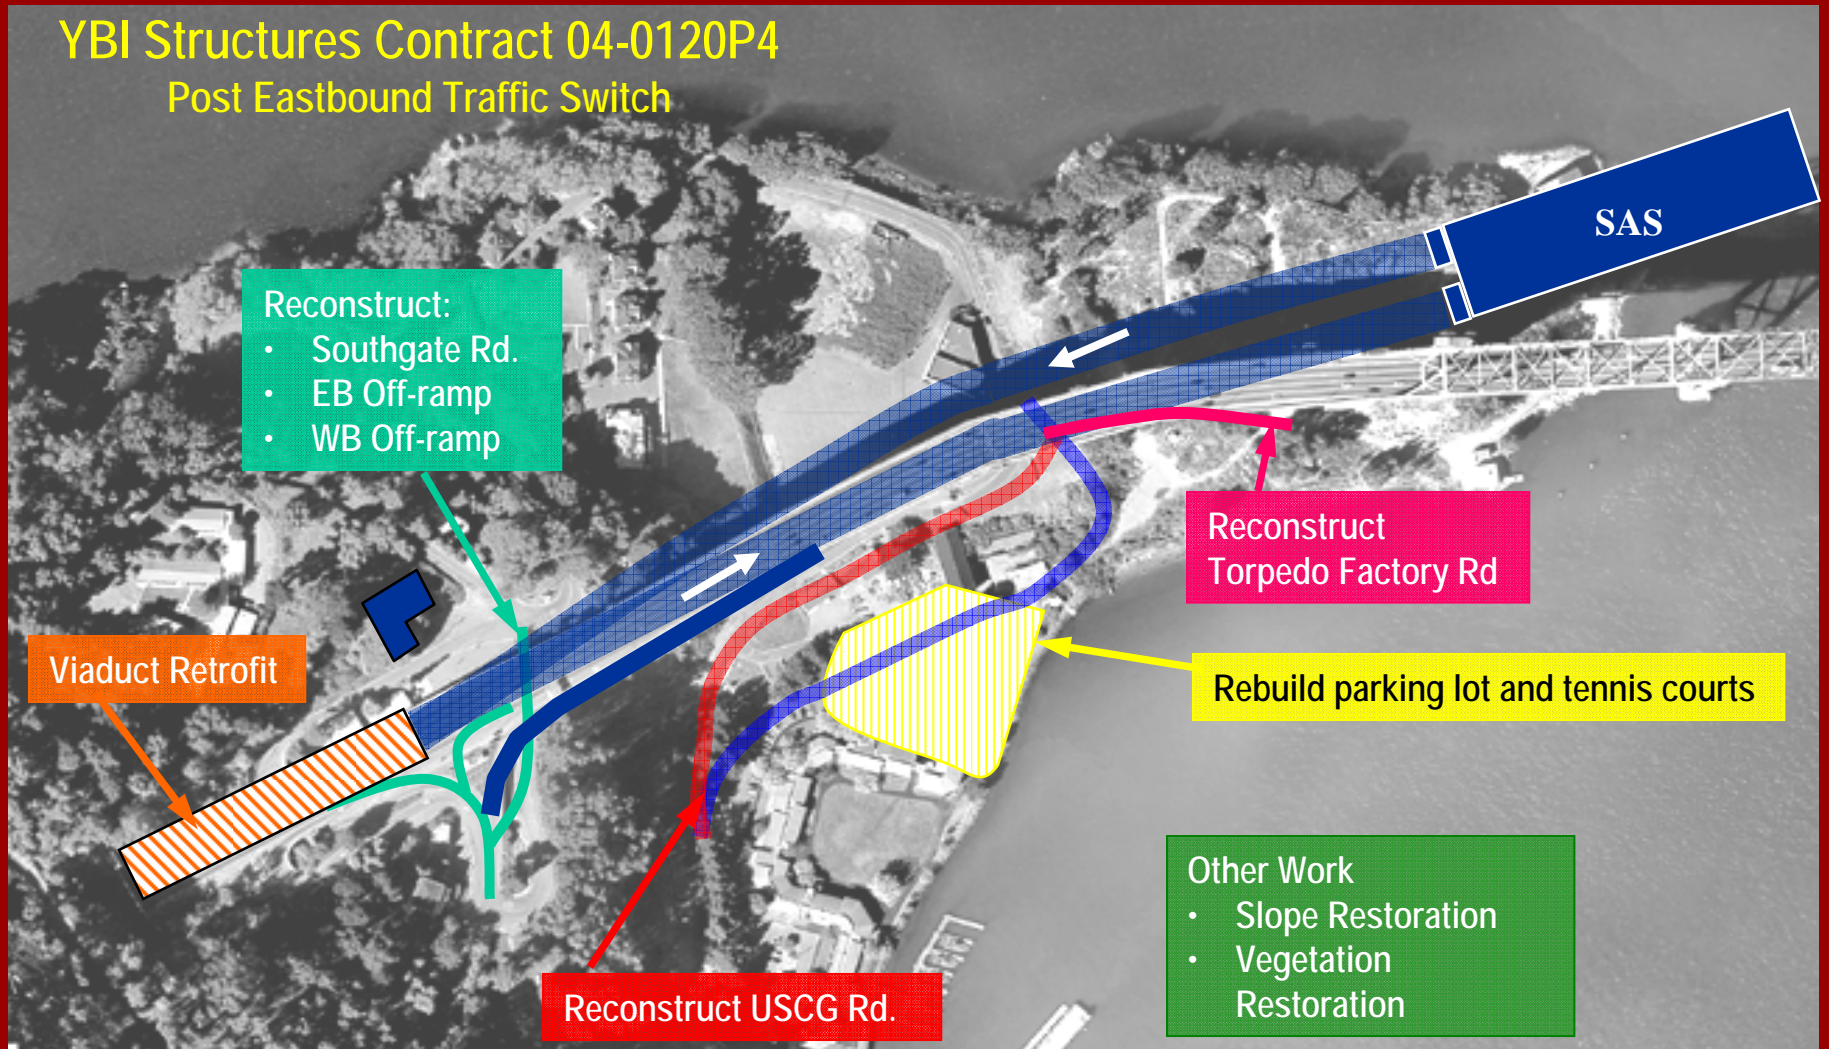 YBI Structures Contract 04-0120P4
Post Eastbound Traffic Switch
SAS
Reconstruct:
• Southgate Rd.
• EB Off-ramp
• WB Off-ramp
Reconstruct
Torpedo Factory Rd
Viaduct Retrofit
Rebuild parking lot and tennis courts
Other Work
• Slope Restoration
• Vegetation
Restoration
Reconstruct USCG Rd.